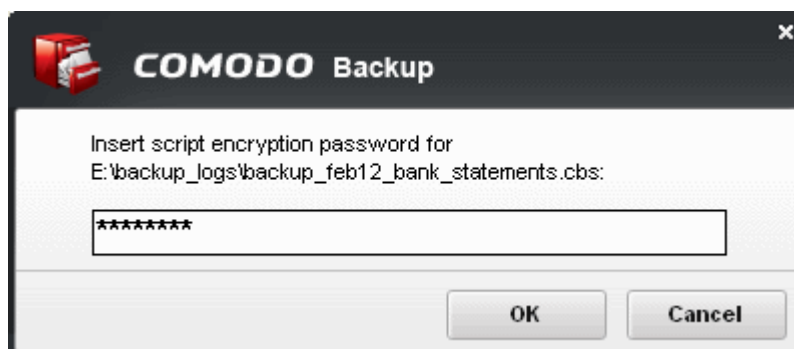 COMODO Backup
Insert script encryption password for
E:\backup_logs\backup_feb12_bank_statements.cbs:
********
OK Cancel